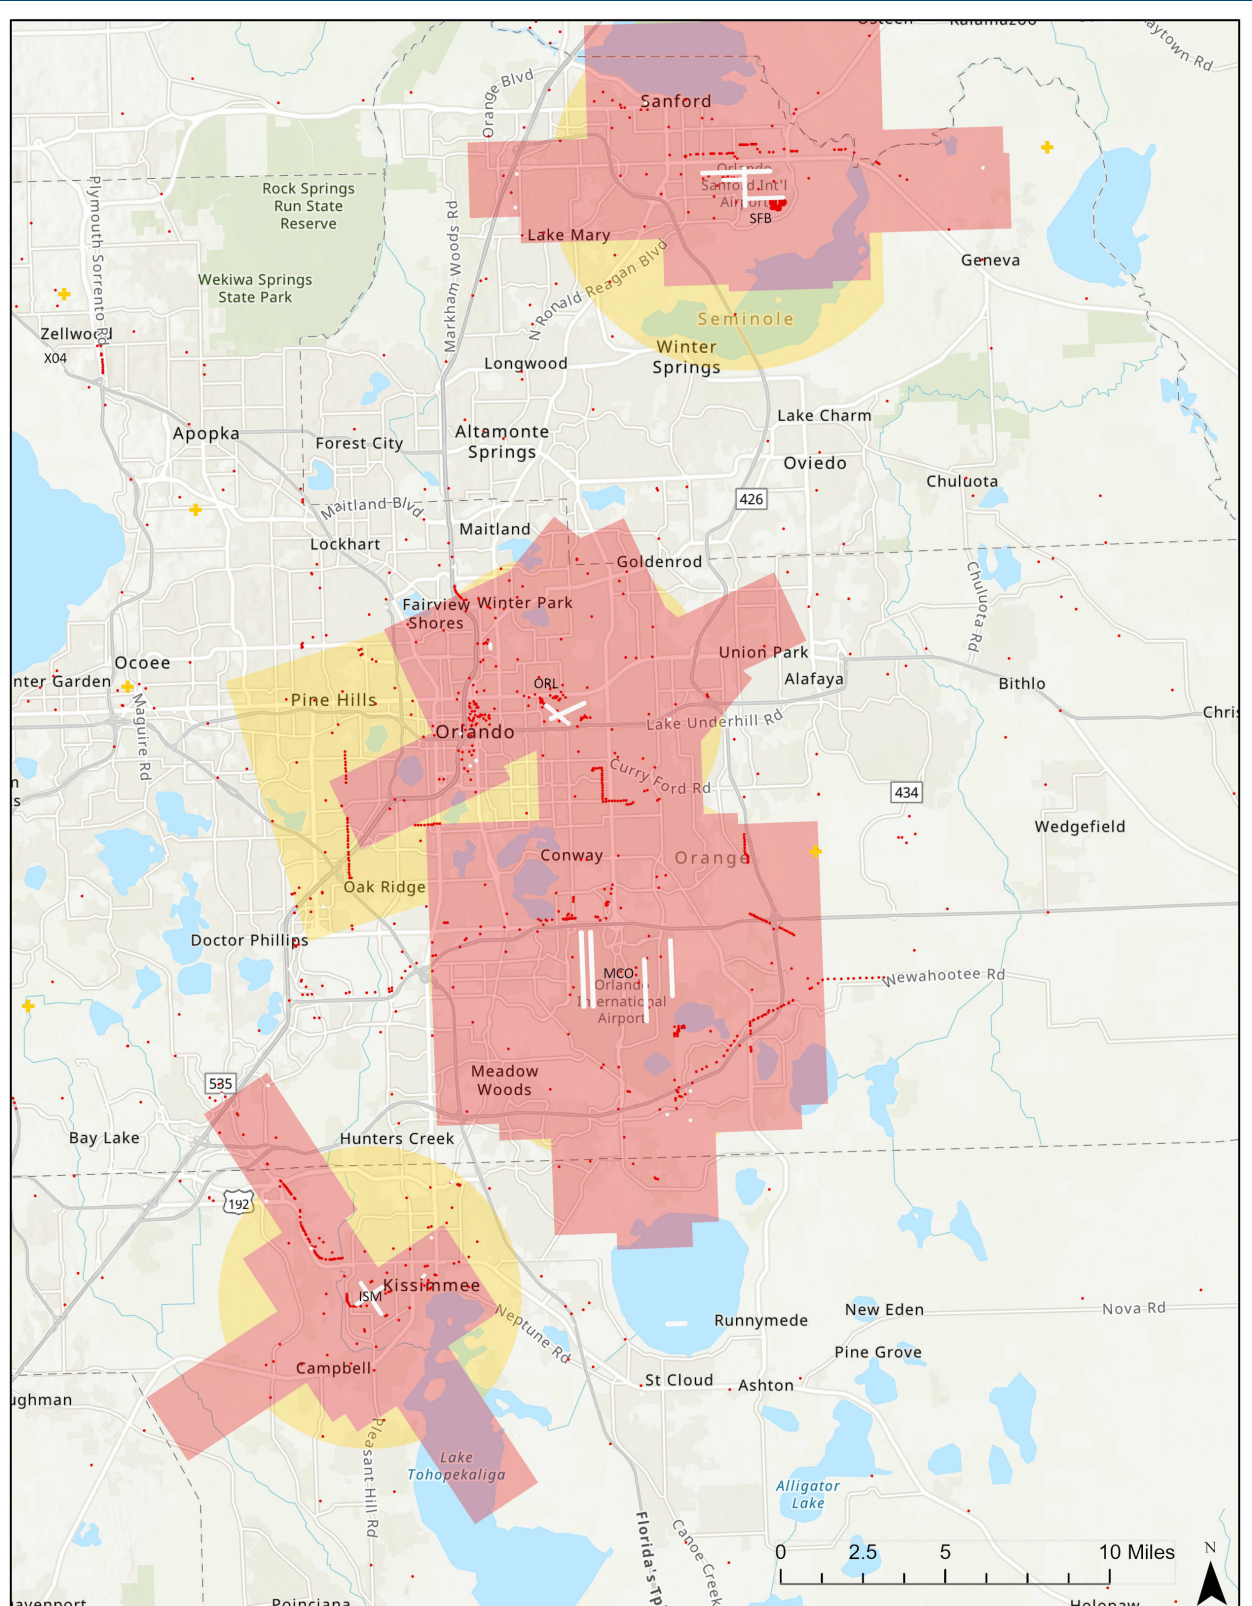 Orange Blvd
Sanford
Plymouth Sorrento Rd
Rock Springs
Run State
Reserve
Orlando
Sanford Int'l
Airport
SFB
Markham Woods Rd
Lake Mary
N Ronald Reagan Blvd
Geneva
Wekiwa Springs
State Park
Seminole
Zellwood
X04
Winter
Springs
Longwood
Lake Charm
Apopka
Forest City
Altamonte
Springs
Oviedo
Chuluota
426
Maitland Blvd
Maitland
Lockhart
Goldenrod
Chuluota Rd
Fairview
Shores
Winter Park
Union Park
Ocoee
nter Garden
ORL
Alafaya
Bithlo
Pine Hills
Maguire Rd
Lake Underhill Rd
Orlando
Curry Ford Rd
434
Wedgefield
Conway
Orange
Oak Ridge
Doctor Phillips
MCO
Orlando
International
Airport
Newahootee Rd
Meadow
Woods
535
Bay Lake
Hunters Creek
192
Kissimmee
ISM
Neptune Rd
Runnymede
New Eden
Nova Rd
Pine Grove
Campbell
St Cloud
Ashton
ughman
Pleasant Hill Rd
Lake
Tohopekaliga
Alligator
Lake
Florida's Tp
Canoe Creek
0 2.5 5 10 Miles
N
Poinciana
Holopaw